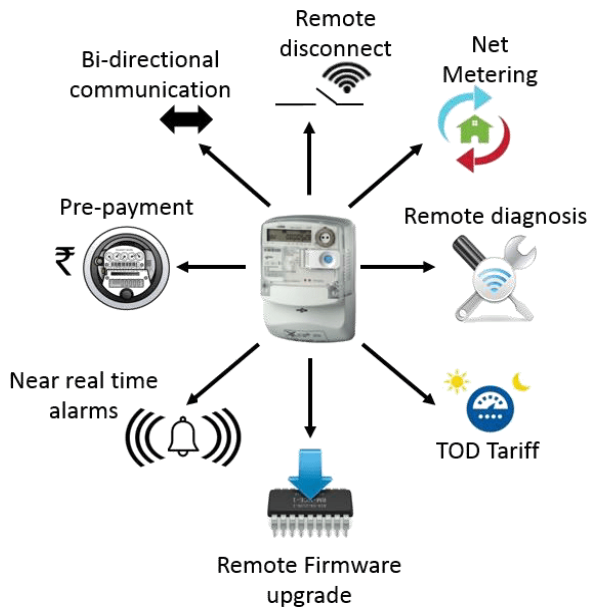 Remote
disconnect
Bi-directional
communication
Net
Metering
Pre-payment
₹
Remote diagnosis
Near real time
alarms
TOD Tariff
Remote Firmware
upgrade